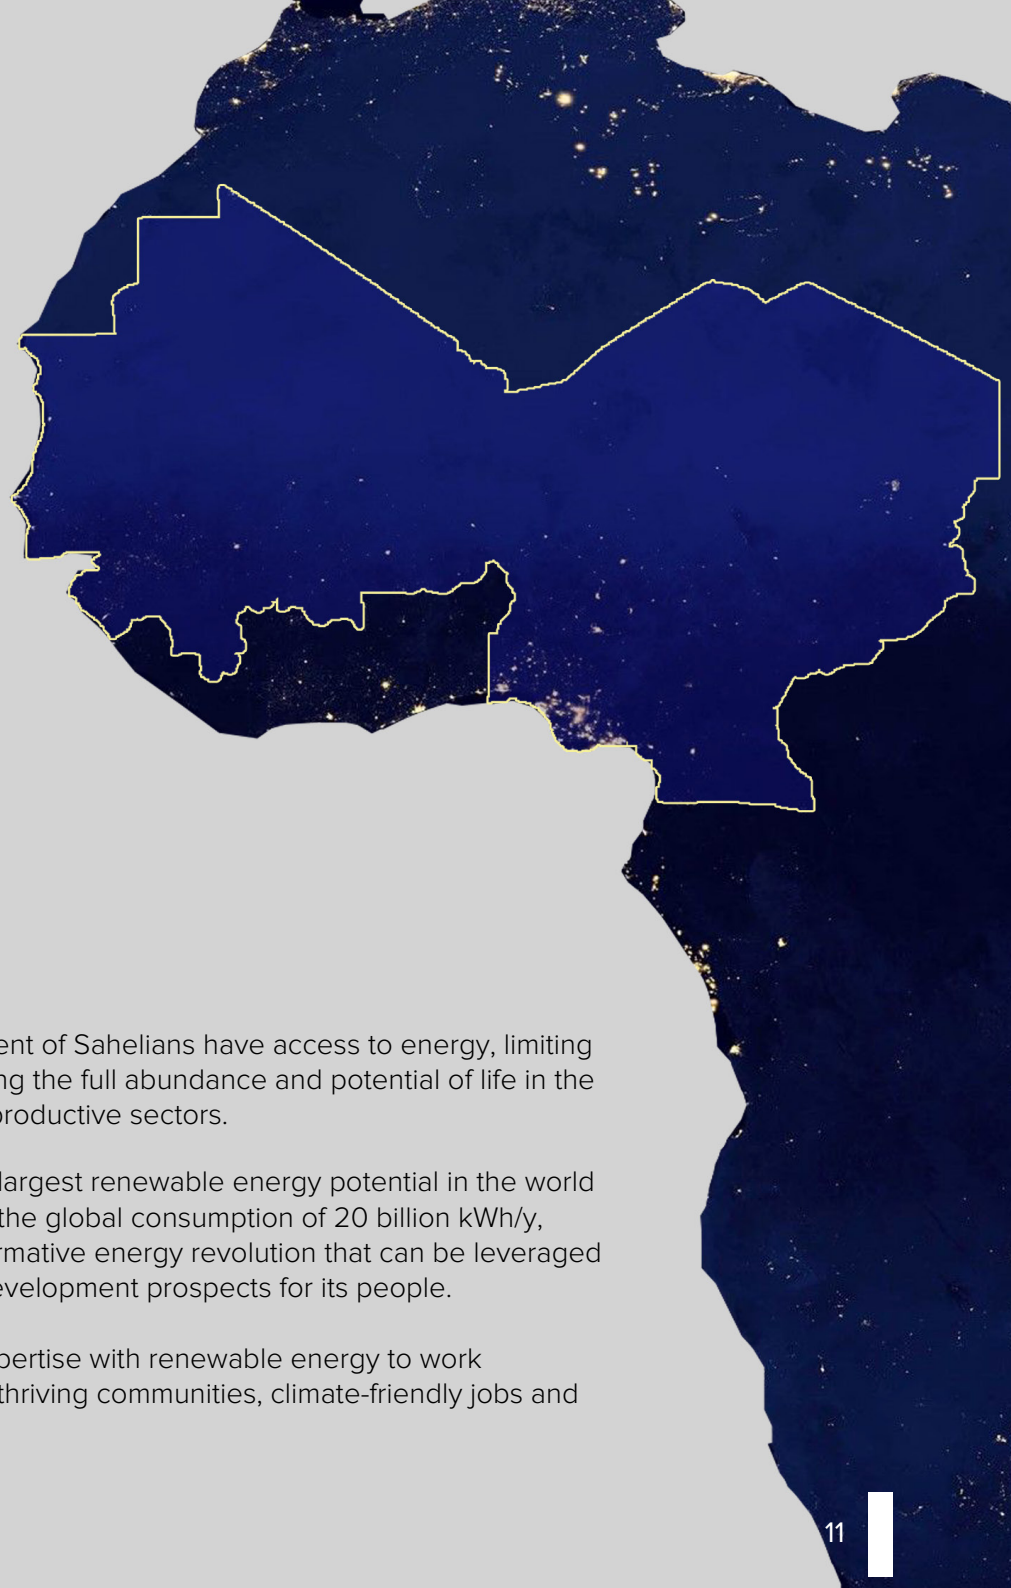 ent of Sahelians have access to energy, limiting
ng the full abundance and potential of life in the
productive sectors.
largest renewable energy potential in the world
the global consumption of 20 billion kWh/y,
rmative energy revolution that can be leveraged
evelopment prospects for its people.
pertise with renewable energy to work
thriving communities, climate-friendly jobs and
11